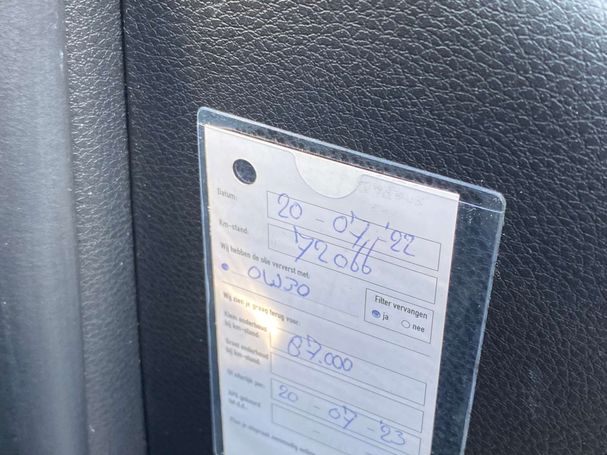 Datum:
20 - 07 - '22
Km-stand:
72066
Wij hebben de olie ververst met:
0W30
Filter vervangen
ja nee
Wij zien je graag terug voor:
Klein onderhoud
bij km-stand:
87.000
Groot onderhoud
bij km-stand:
Of uiterlijk per:
20 - 07 - 23
APK gekeurd
tot d.d.: